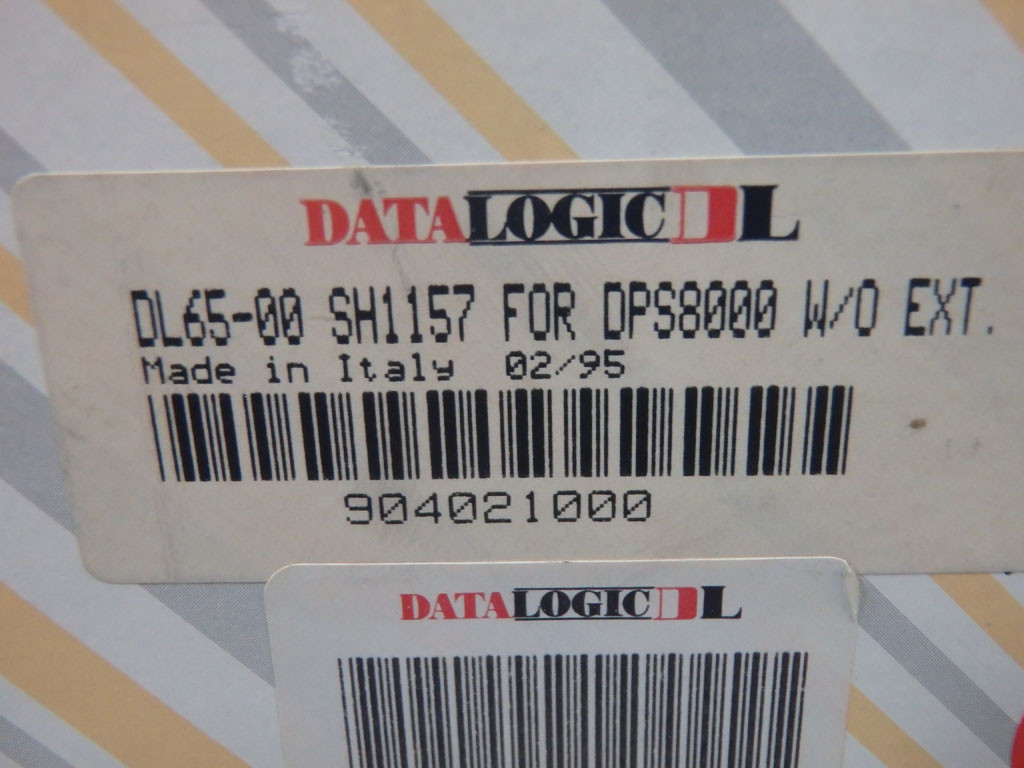 DATALOGIC DL
DL65-00 SH1157 FOR DPS8000 W/O EXT.
Made in Italy 02/95
904021000
DATALOGIC DL